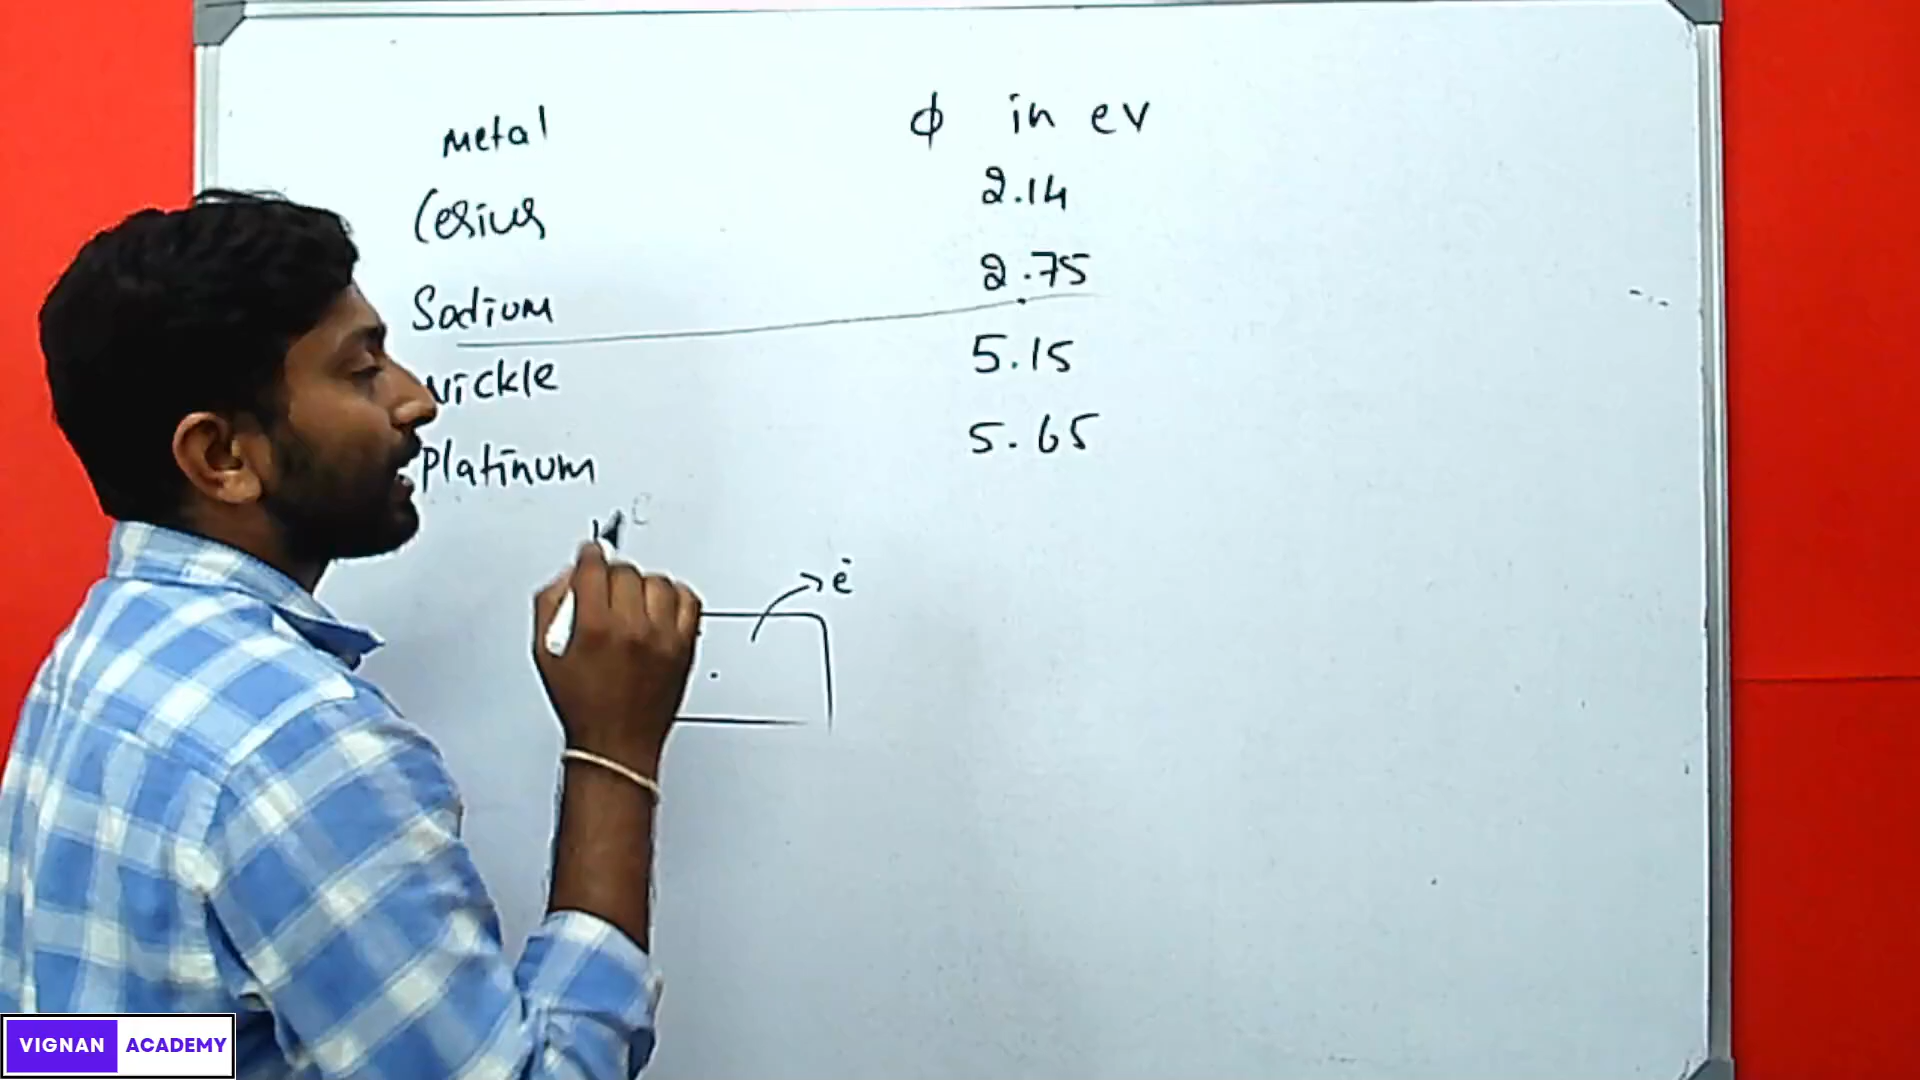 Metal ϕ in ev
Cesius 2.14
Sodium 2.75
Nickle 5.15
Platinum 5.65
e⁻
VIGNAN ACADEMY